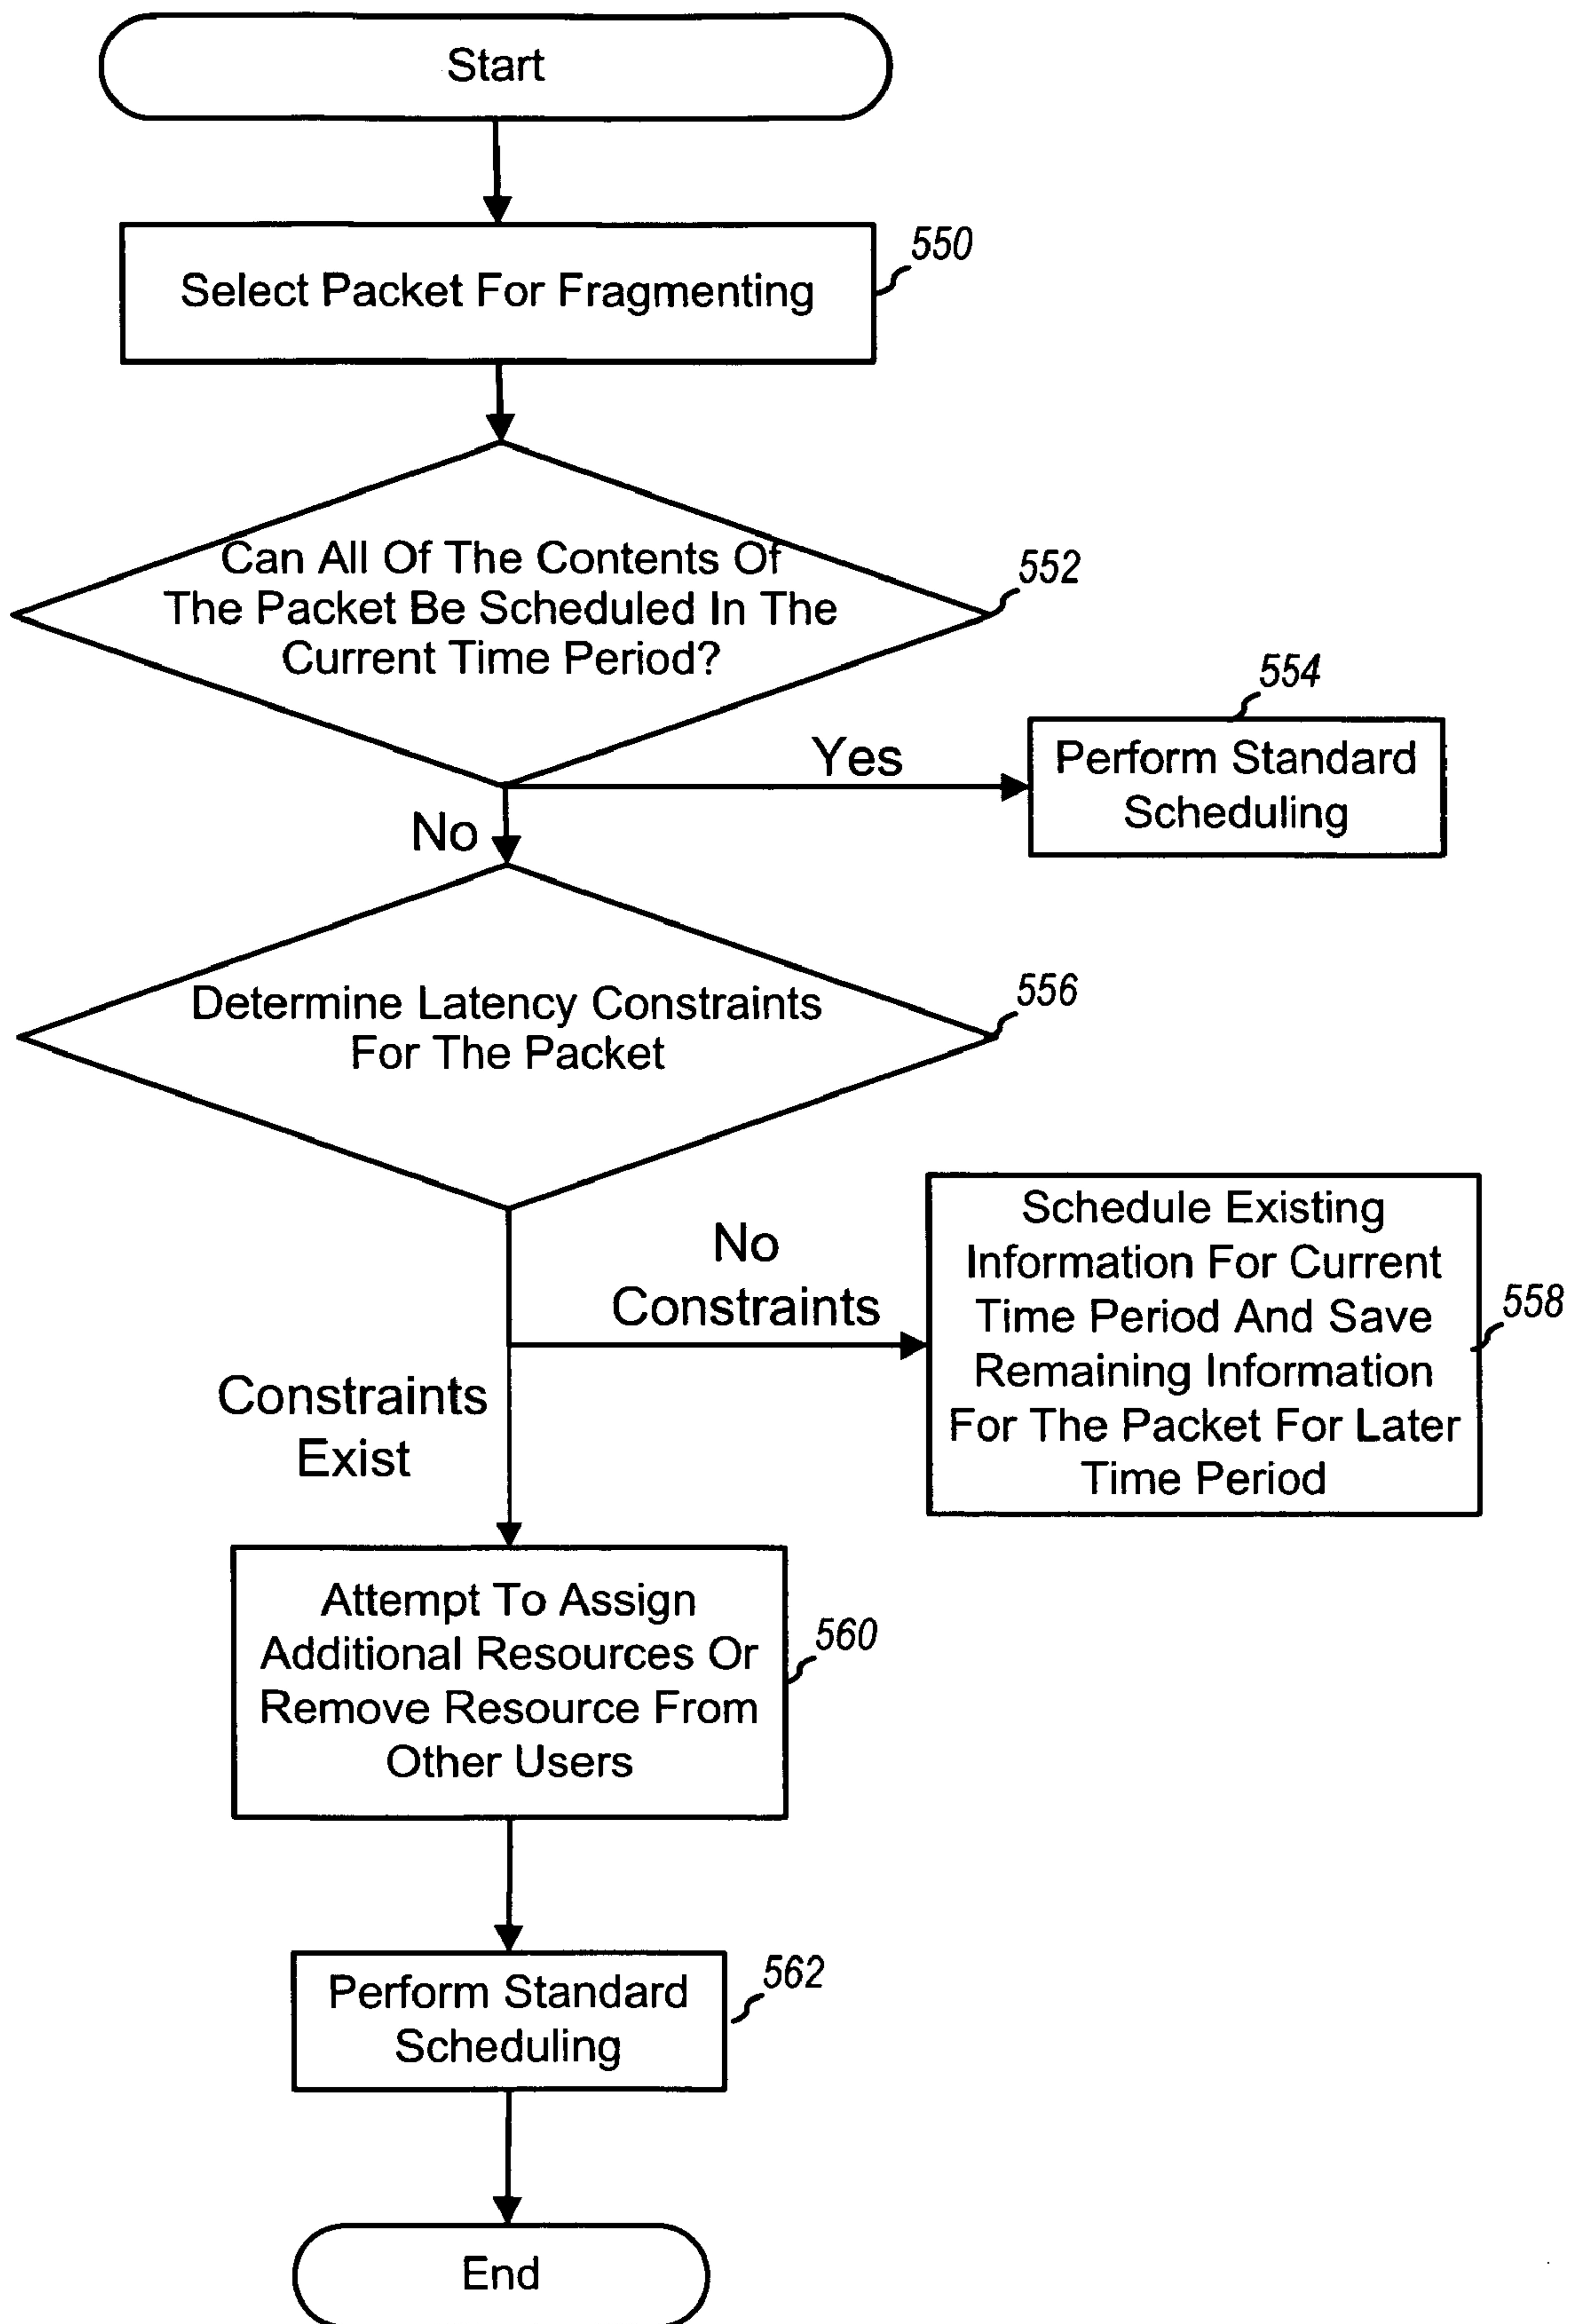 Start
550
Select Packet For Fragmenting
552
Can All Of The Contents Of
The Packet Be Scheduled In The
Current Time Period?
554
Yes
Perform Standard
Scheduling
No
556
Determine Latency Constraints
For The Packet
No
Constraints
558
Schedule Existing
Information For Current
Time Period And Save
Remaining Information
For The Packet For Later
Time Period
Constraints
Exist
560
Attempt To Assign
Additional Resources Or
Remove Resource From
Other Users
562
Perform Standard
Scheduling
End